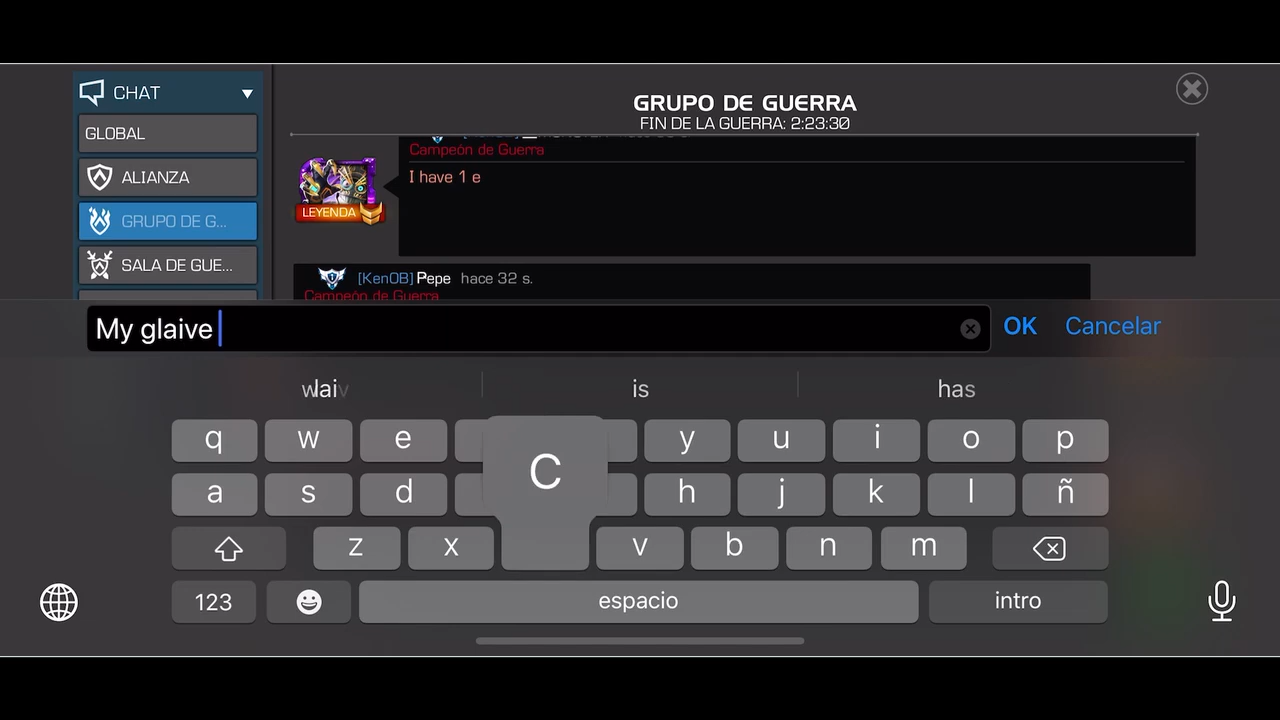 CHAT
GLOBAL
ALIANZA
GRUPO DE G...
SALA DE GUE...
GRUPO DE GUERRA
FIN DE LA GUERRA: 2:23:30
Campeón de Guerra
I have 1 e
LEYENDA
[KenOB] Pepe hace 32 s.
Campeón de Guerra
My glaive
OK
Cancelar
is
has
q w e y u i o p
a s d h j k l ñ
C
z x v b n m
123
espacio
intro